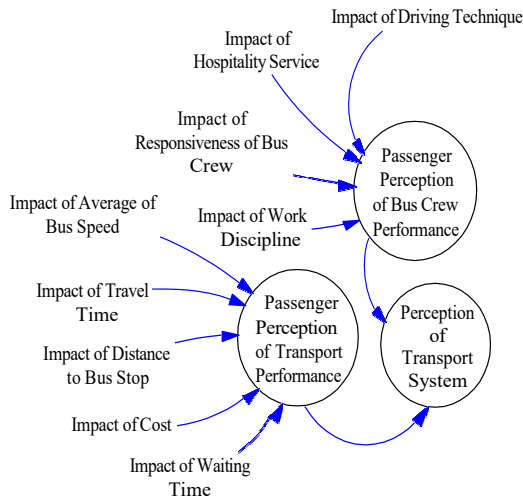 Impact of Driving Technique
Impact of
Hospitality Service
Impact of
Responsiveness of Bus
Crew
Passenger
Perception
of Bus Crew
Performance
Impact of Work
Discipline
Impact of Average of
Bus Speed
Impact of Travel
Time
Passenger
Perception
of Transport
Performance
Perception
of
Transport
System
Impact of Distance
to Bus Stop
Impact of Cost
Impact of Waiting
Time